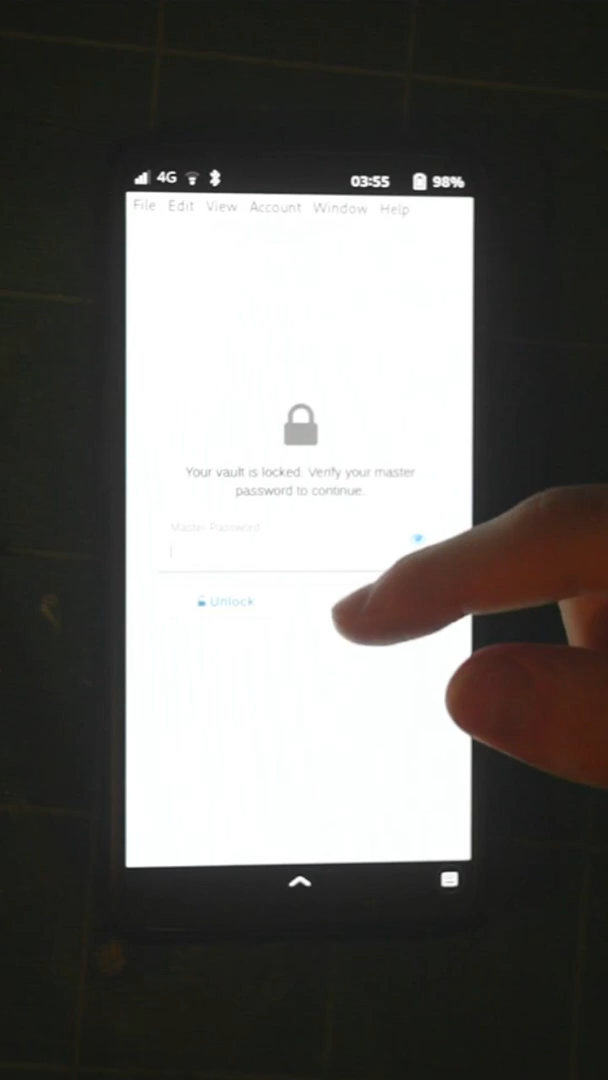 4G 03:55 98%
File Edit View Account Window Help
Your vault is locked. Verify your master
password to continue.
Master Password
Unlock